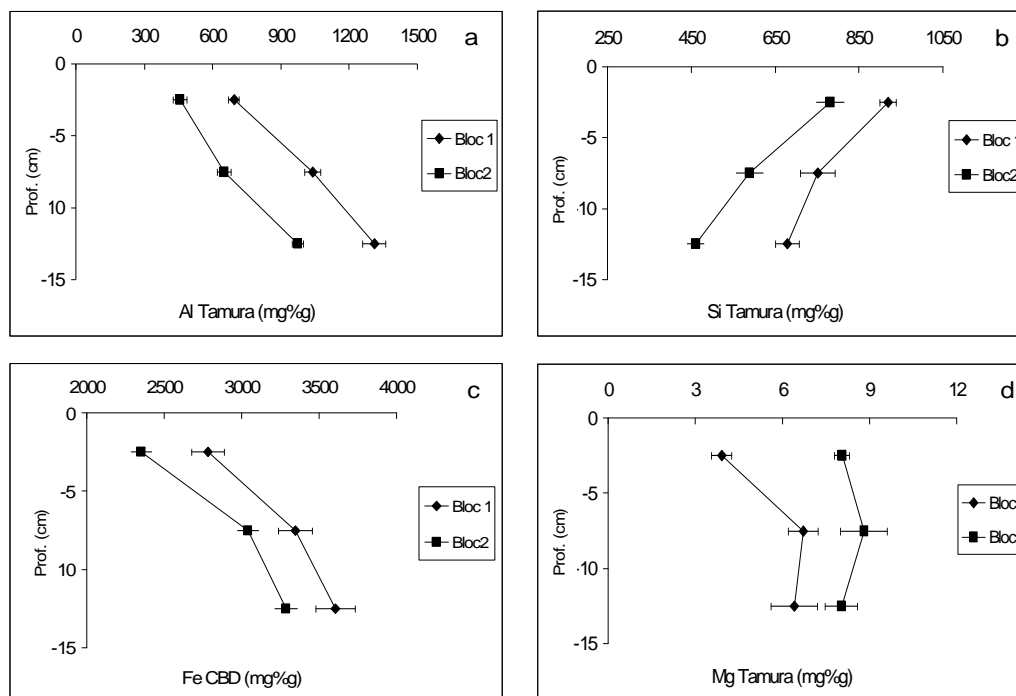 0 300 600 900 1200 1500
a
0
-5
10
-15
Prof. (cm)
Bloc 1
Bloc2
Al Tamura (mg%g)
250 450 650 850 1050
b
0
-5
10
-15
Prof. (cm)
Bloc 1
Bloc2
Si Tamura (mg%g)
2000 2500 3000 3500 4000
c
0
-5
10
-15
Prof. (cm)
Bloc 1
Bloc2
Fe CBD (mg%g)
0 3 6 9 12
d
0
-5
10
-15
Prof. (cm)
Bloc
Bloc
Mg Tamura (mg%g)